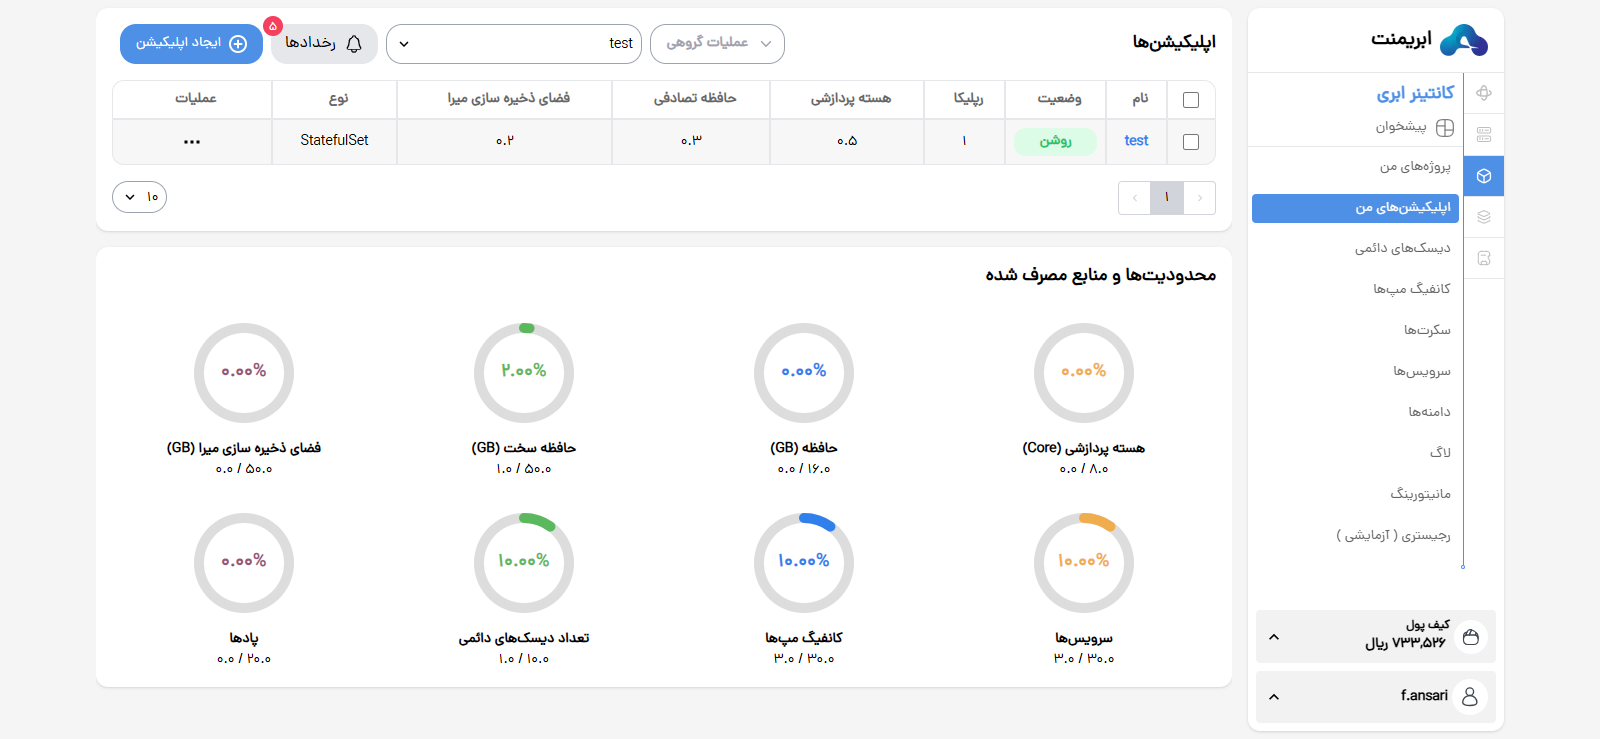 ابریمنت
کانتینر ابری
پیشخوان
پروژه‌های من
اپلیکیشن‌های من
دیسک‌های دائمی
کانفیگ مپ‌ها
سکرت‌ها
سرویس‌ها
دامنه‌ها
لاگ
مانیتورینگ
رجیستری ( آزمایشی )
کیف پول
۷۳۳,۵۲۶ ریال
f.ansari
اپلیکیشن‌ها
عملیات گروهی
test
رخدادها
۵
ایجاد اپلیکیشن
نام وضعیت رپلیکا هسته پردازشی حافظه تصادفی فضای ذخیره سازی میرا نوع عملیات
test روشن ۱ ۰.۵ ۰.۳ ۰.۲ StatefulSet ...
۱
۱۰
محدودیت‌ها و منابع مصرف شده
۰.۰۰% ۰.۰۰% ۲.۰۰% ۰.۰۰%
هسته پردازشی (Core) حافظه (GB) حافظه سخت (GB) فضای ذخیره سازی میرا (GB)
۰.۰ / ۸.۰ ۰.۰ / ۱۶.۰ ۱.۰ / ۵۰.۰ ۰.۰ / ۵۰.۰
۱۰.۰۰% ۱۰.۰۰% ۱۰.۰۰% ۰.۰۰%
سرویس‌ها کانفیگ مپ‌ها تعداد دیسک‌های دائمی پادها
۳.۰ / ۳۰.۰ ۳.۰ / ۳۰.۰ ۱.۰ / ۱۰.۰ ۰.۰ / ۲۰.۰